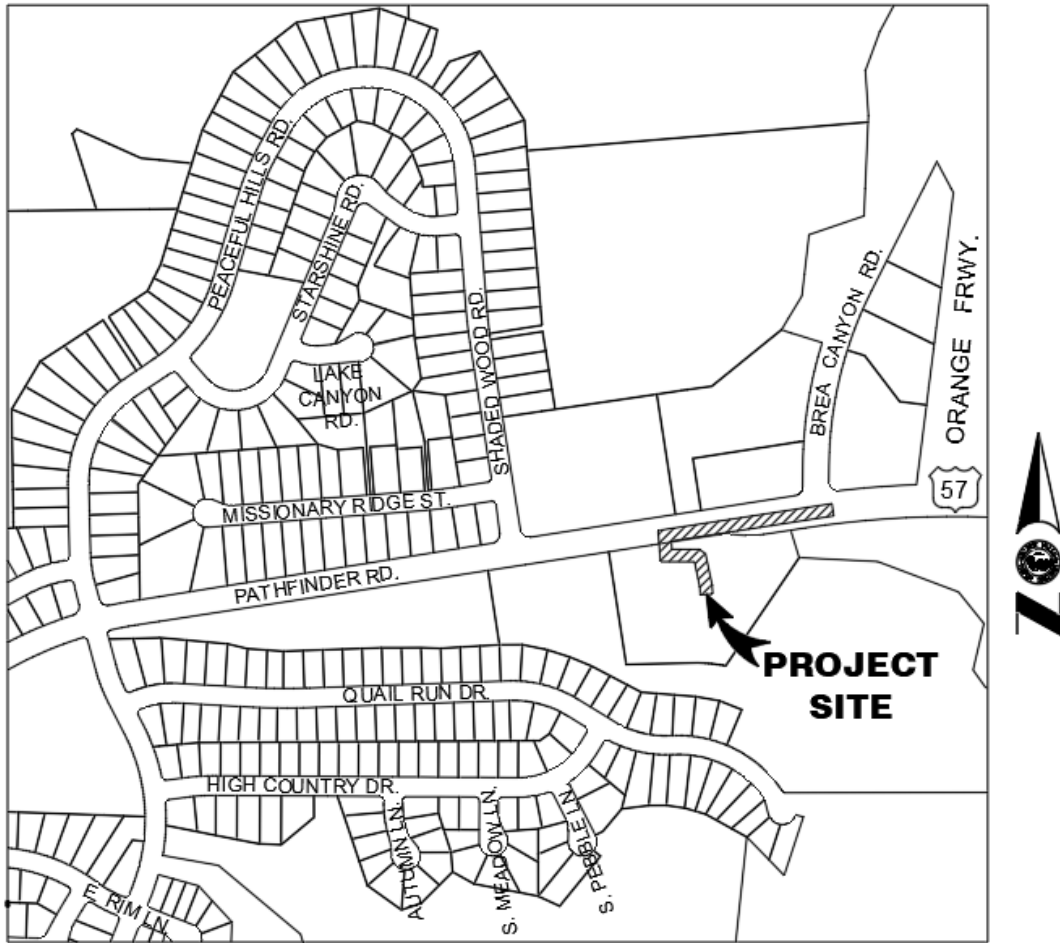 PEACEFUL HILLS RD.
STARSHINE RD.
LAKE
CANYON
RD.
SHADED WOOD RD.
BREA CANYON RD.
ORANGE FRWY.
57
MISSIONARY RIDGE ST.
PATHFINDER RD.
PROJECT
SITE
QUAIL RUN DR.
HIGH COUNTRY DR.
AUTUMN LN.
S. MEADOW LN.
S. PEBBLE LN.
E. RIM LN.
N